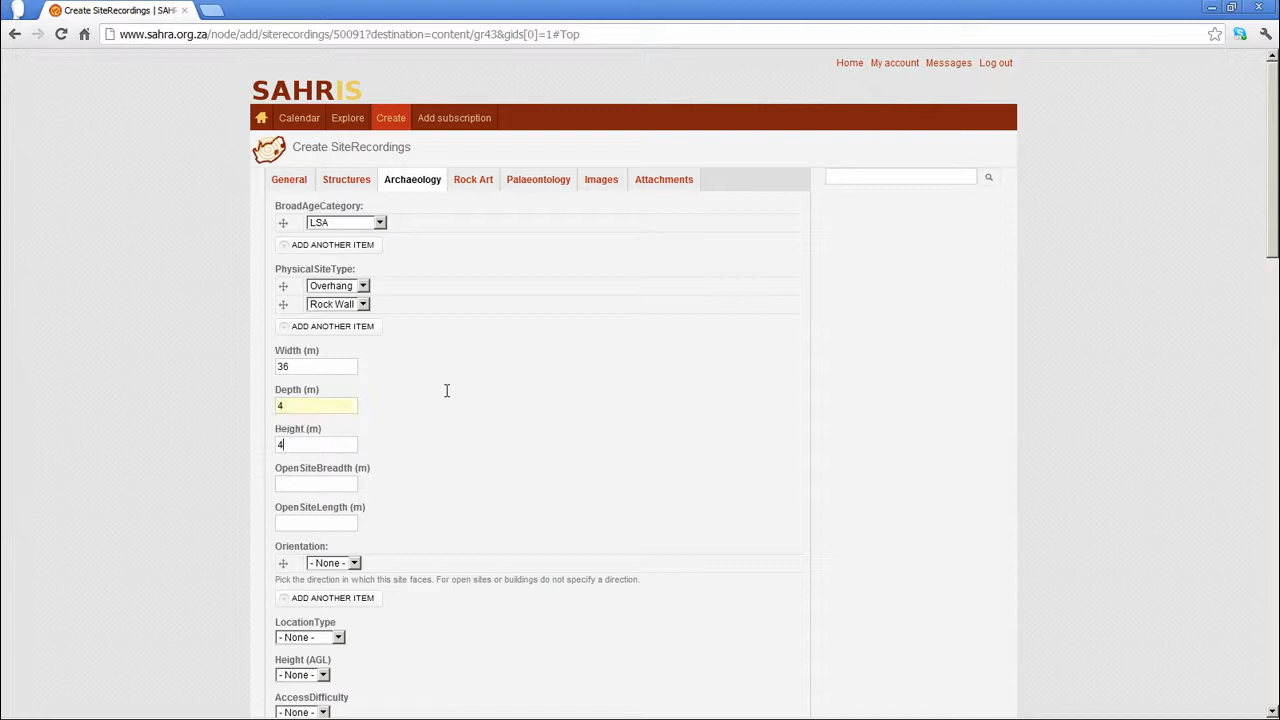 Create SiteRecordings | SAH
www.sahra.org.za/node/add/siterecordings/50091?destination=content/gr43&gids[0]=1#Top
Home My account Messages Log out
SAHRIS
Calendar Explore Create Add subscription
Create SiteRecordings
General Structures Archaeology Rock Art Palaeontology Images Attachments
BroadAgeCategory:
LSA
ADD ANOTHER ITEM
PhysicalSiteType:
Overhang
Rock Wall
ADD ANOTHER ITEM
Width (m)
36
Depth (m)
4
Height (m)
4
OpenSiteBreadth (m)
OpenSiteLength (m)
Orientation:
- None -
Pick the direction in which this site faces. For open sites or buildings do not specify a direction.
ADD ANOTHER ITEM
LocationType
- None -
Height (AGL)
- None -
AccessDifficulty
- None -